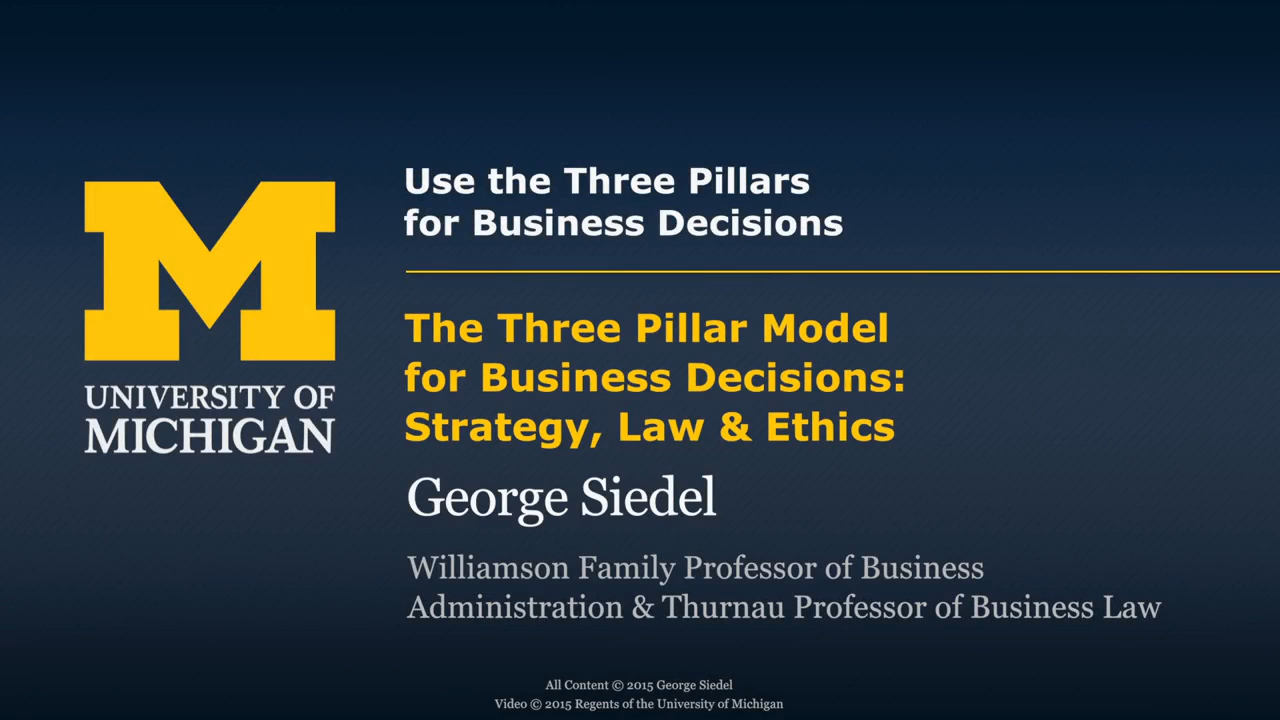 Use the Three Pillars
for Business Decisions
M
UNIVERSITY OF
MICHIGAN
The Three Pillar Model
for Business Decisions:
Strategy, Law & Ethics
George Siedel
Williamson Family Professor of Business
Administration & Thurnau Professor of Business Law
All Content © 2015 George Siedel
Video © 2015 Regents of the University of Michigan